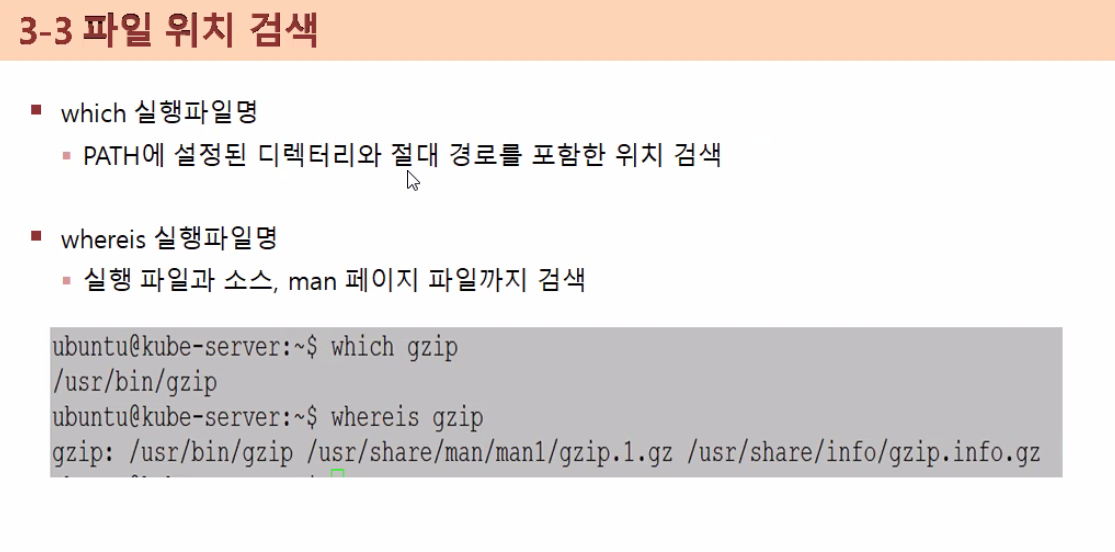 3-3 파일 위치 검색
which 실행파일명
PATH에 설정된 디렉터리와 절대 경로를 포함한 위치 검색
whereis 실행파일명
실행 파일과 소스, man 페이지 파일까지 검색
ubuntu@kube-server:~$ which gzip
/usr/bin/gzip
ubuntu@kube-server:~$ whereis gzip
gzip: /usr/bin/gzip /usr/share/man/man1/gzip.1.gz /usr/share/info/gzip.info.gz